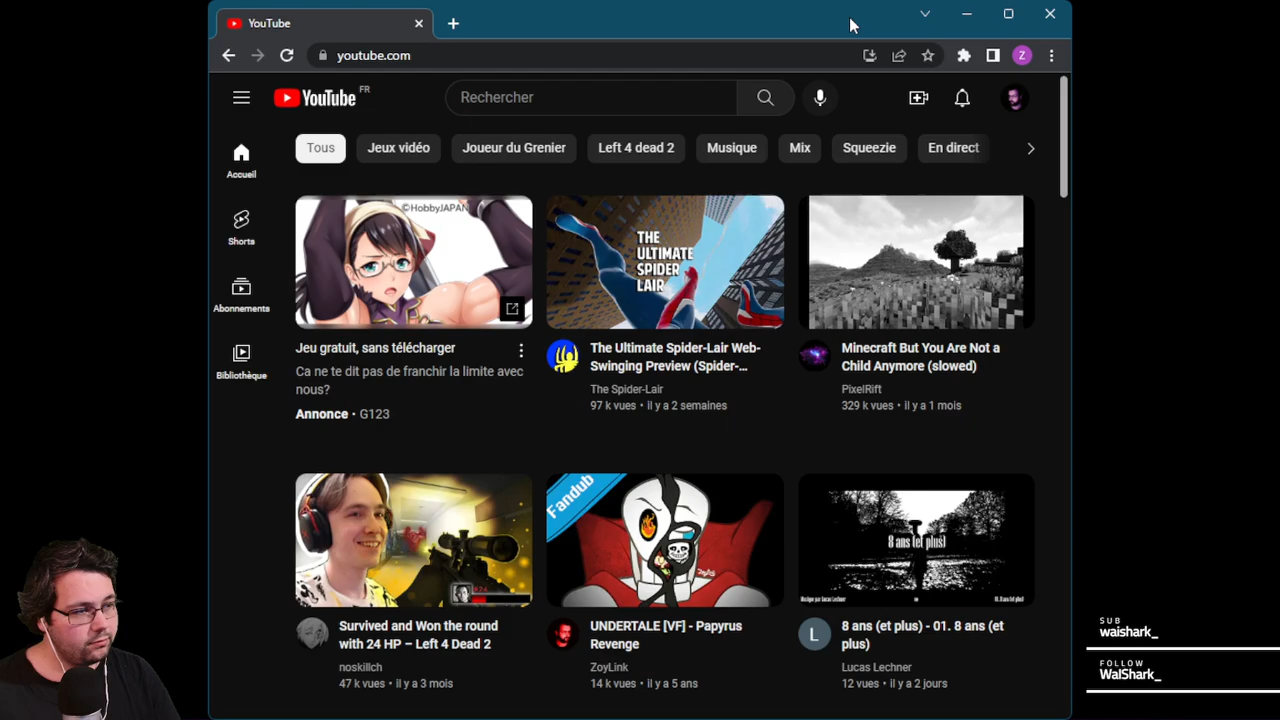 YouTube
youtube.com
Z
YouTube FR
Rechercher
Tous
Jeux vidéo
Joueur du Grenier
Left 4 dead 2
Musique
Mix
Squeezie
En direct
Accueil
Shorts
Abonnements
Bibliothèque
©HobbyJAPAN
THE
ULTIMATE
SPIDER
LAIR
Jeu gratuit, sans télécharger
Ca ne te dit pas de franchir la limite avec
nous?
Annonce • G123
The Ultimate Spider-Lair Web-
Swinging Preview (Spider-...
The Spider-Lair
97 k vues • il y a 2 semaines
Minecraft But You Are Not a
Child Anymore (slowed)
PixelRift
329 k vues • il y a 1 mois
Fandub
8 ans (et plus)
Survived and Won the round
with 24 HP – Left 4 Dead 2
noskillch
47 k vues • il y a 3 mois
UNDERTALE [VF] - Papyrus
Revenge
ZoyLink
14 k vues • il y a 5 ans
L
8 ans (et plus) - 01. 8 ans (et
plus)
Lucas Lechner
12 vues • il y a 2 jours
SUB
walshark_
FOLLOW
WalShark_